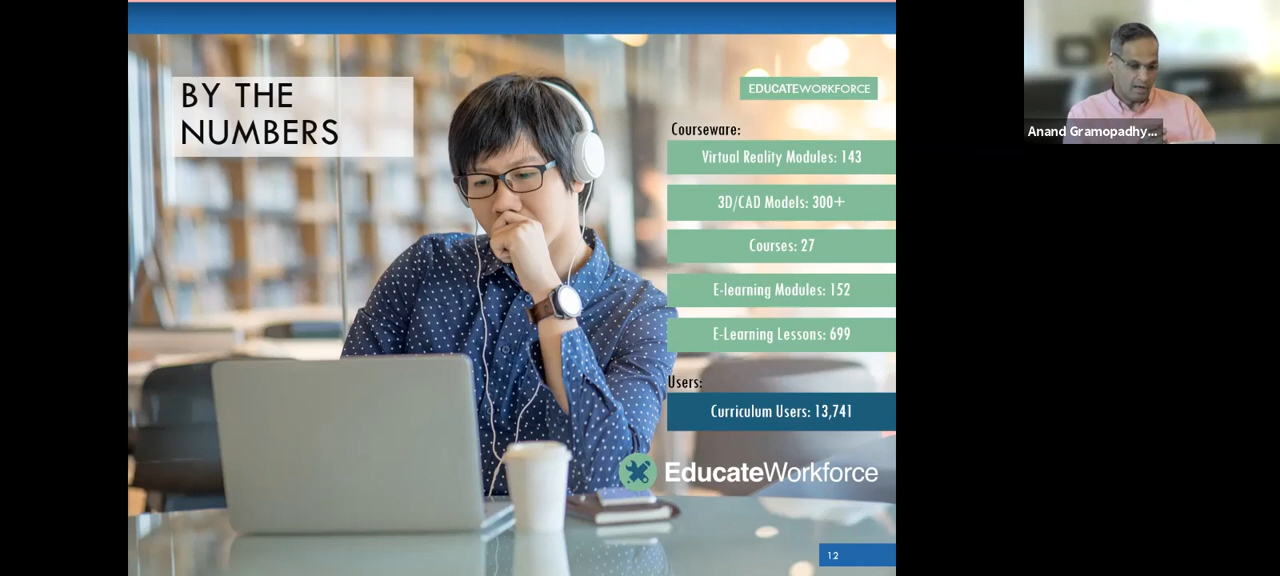 BY THE
NUMBERS
EDUCATEWORKFORCE
Courseware:
Virtual Reality Modules: 143
3D/CAD Models: 300+
Courses: 27
E-learning Modules: 152
E-Learning Lessons: 699
Users:
Curriculum Users: 13,741
EducateWorkforce
12
Anand Gramopadhy...